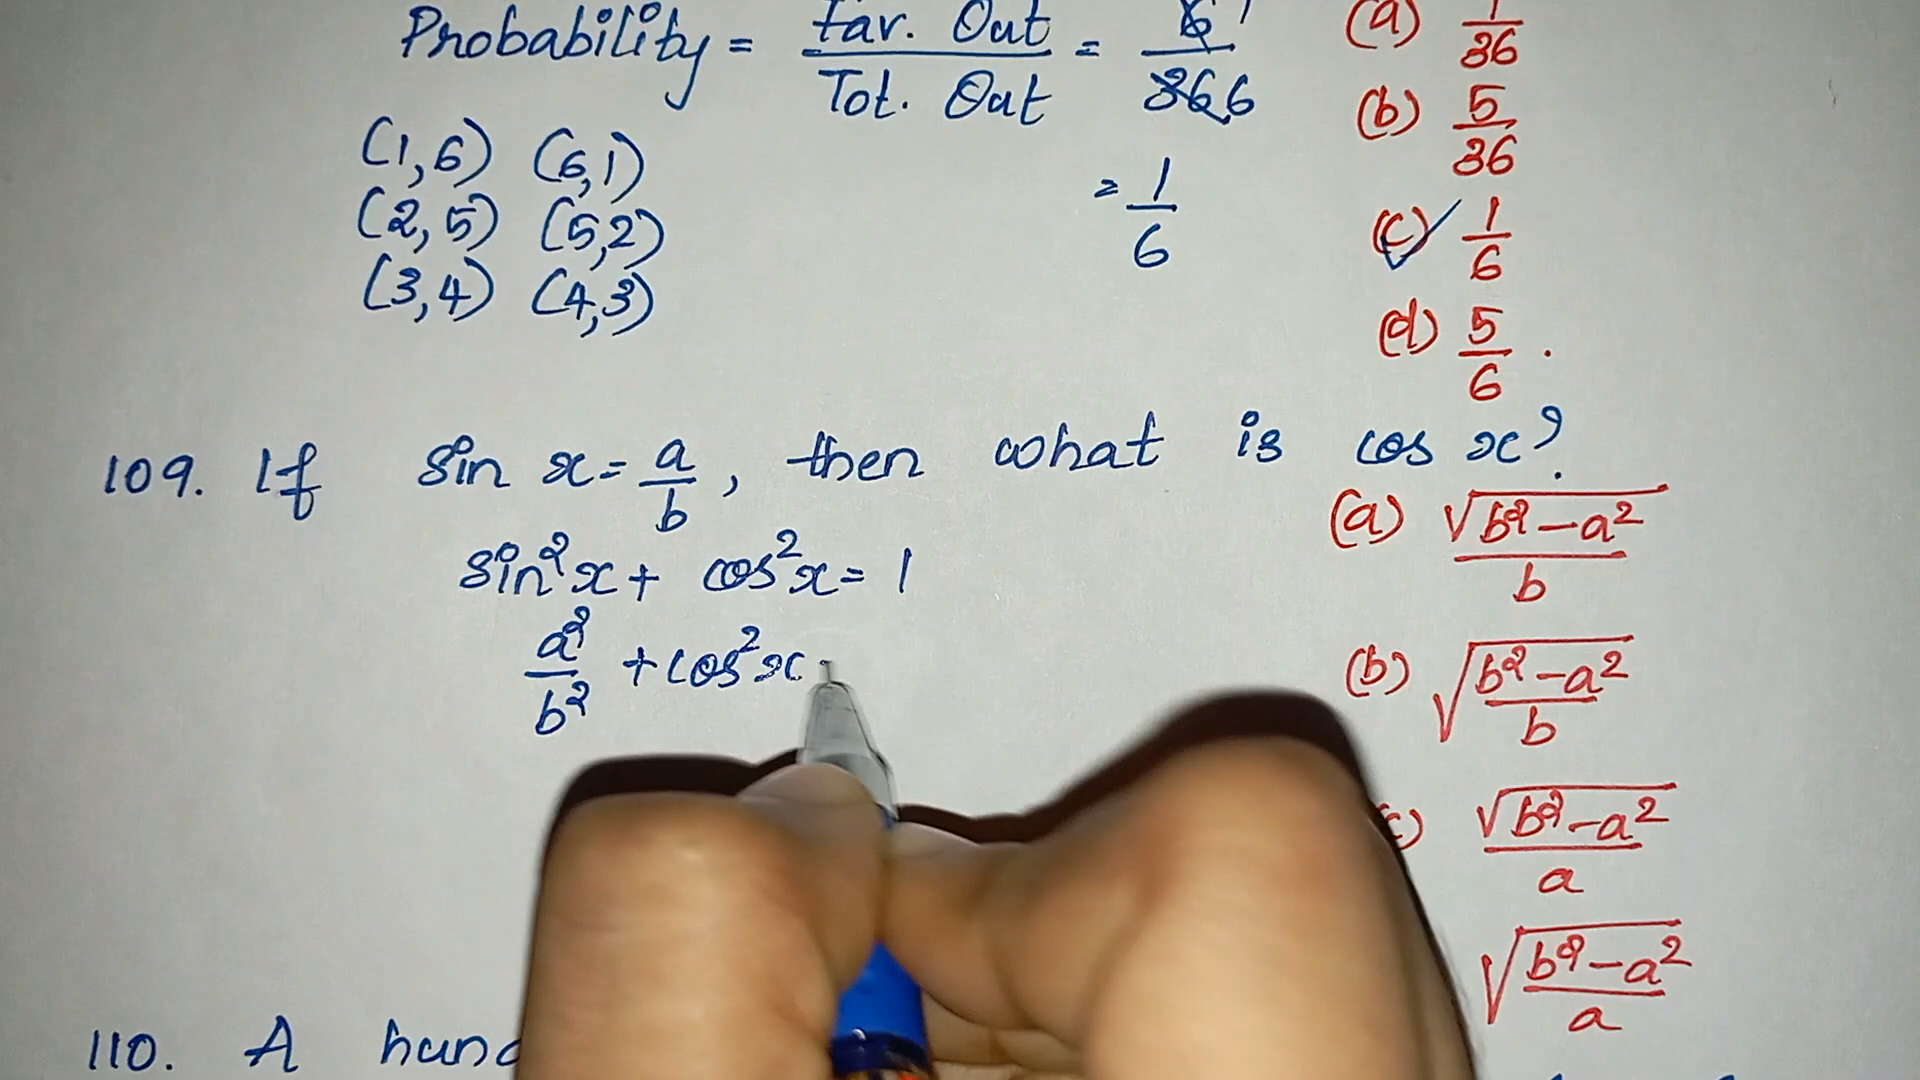 Probability = Fav. Out / Tot. Out = 6 1 / 36 6
(1,6) (6,1)
(2,5) (5,2)
(3,4) (4,3)
= 1/6
(a) 1/36
(b) 5/36
(c) 1/6
(d) 5/6 .
109. If sin x = a/b, then what is cos x?
sin²x + cos²x = 1
a²/b² + cos²x
(a) √(b²-a²)/b
(b) √((b²-a²)/b)
c) √(b²-a²)/a
√((b²-a²)/a)
110. A